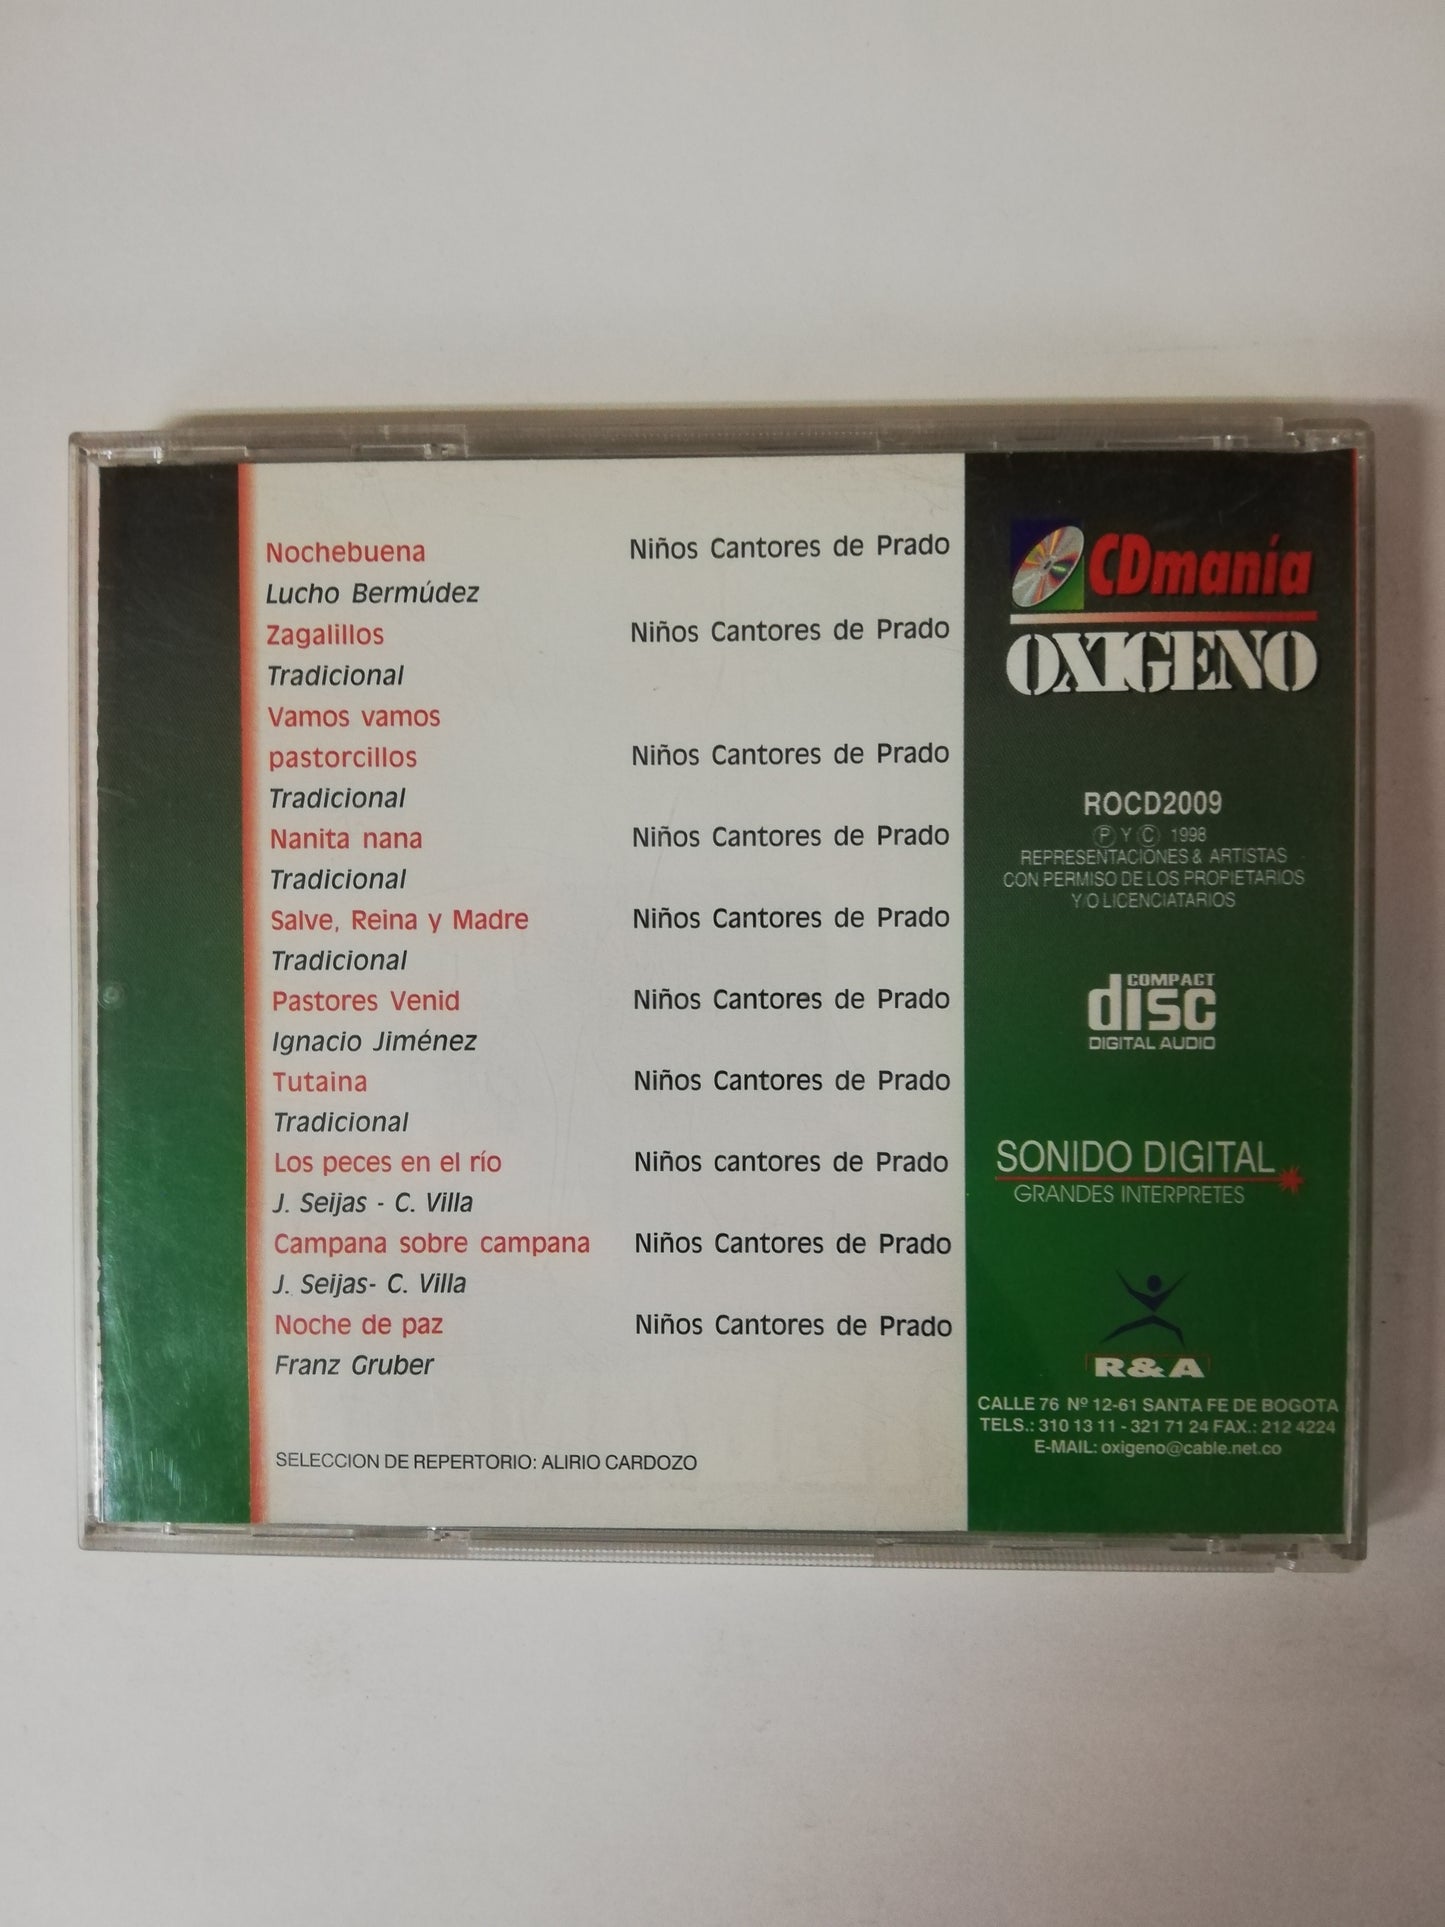 Nochebuena Niños Cantores de Prado
Lucho Bermúdez
Zagalillos Niños Cantores de Prado
Tradicional
Vamos vamos
pastorcillos Niños Cantores de Prado
Tradicional
Nanita nana Niños Cantores de Prado
Tradicional
Salve, Reina y Madre Niños Cantores de Prado
Tradicional
Pastores Venid Niños Cantores de Prado
Ignacio Jiménez
Tutaina Niños Cantores de Prado
Tradicional
Los peces en el río Niños cantores de Prado
J. Seijas - C. Villa
Campana sobre campana Niños Cantores de Prado
J. Seijas- C. Villa
Noche de paz Niños Cantores de Prado
Franz Gruber
SELECCION DE REPERTORIO: ALIRIO CARDOZO
CDmanía
OXIGENO
ROCD2009
Ⓟ Y Ⓒ 1998
REPRESENTACIONES & ARTISTAS
CON PERMISO DE LOS PROPIETARIOS
Y/O LICENCIATARIOS
COMPACT
disc
DIGITAL AUDIO
SONIDO DIGITAL
GRANDES INTERPRETES
R&A
CALLE 76 Nº 12-61 SANTA FE DE BOGOTA
TELS.: 310 13 11 - 321 71 24 FAX.: 212 4224
E-MAIL: oxigeno@cable.net.co